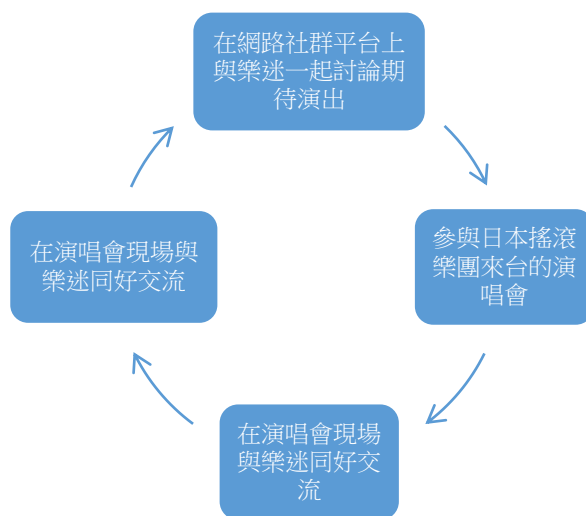 在網路社群平台上
與樂迷一起討論期
待演出
參與日本搖滾
樂團來台的演
唱會
在演唱會現場
與樂迷同好交
流
在演唱會現場與
樂迷同好交流